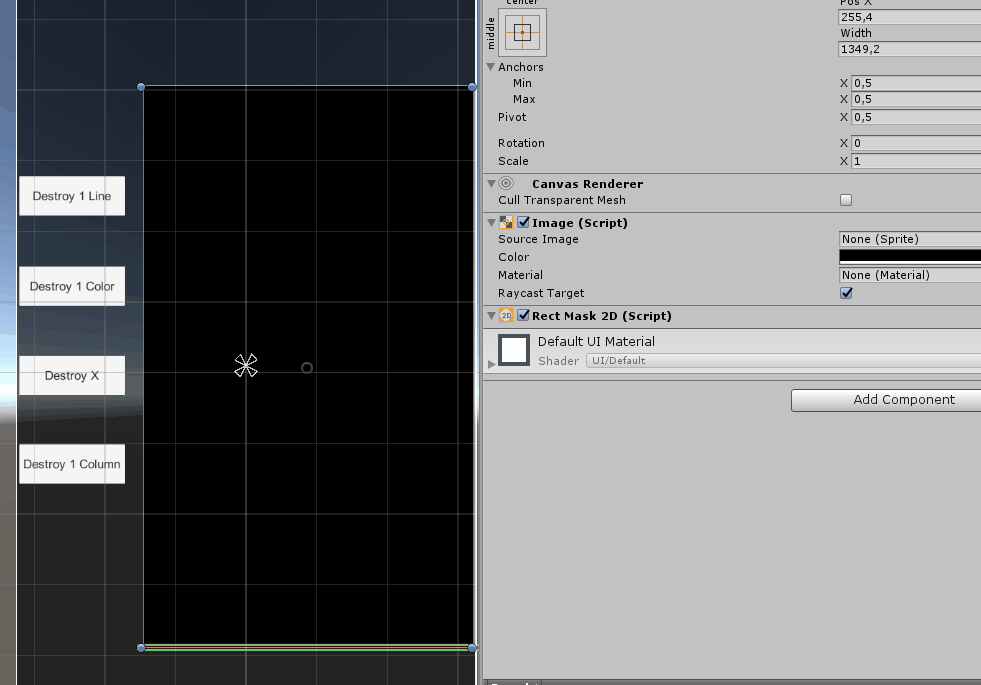 Destroy 1 Line
Destroy 1 Color
Destroy X
Destroy 1 Column
center
middle
Pos X
255,4
Width
1349,2
Anchors
Min
X 0,5
Max
X 0,5
Pivot
X 0,5
Rotation
X 0
Scale
X 1
Canvas Renderer
Cull Transparent Mesh
Image (Script)
Source Image
None (Sprite)
Color
Material
None (Material)
Raycast Target
2D
Rect Mask 2D (Script)
Default UI Material
Shader
UI/Default
Add Component